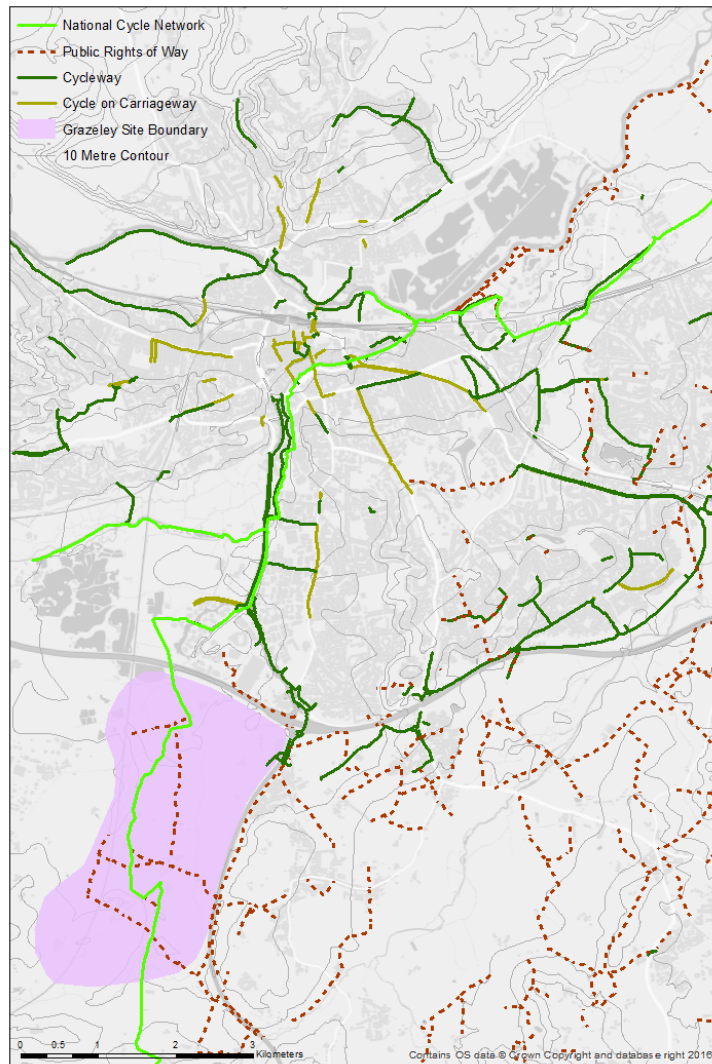 National Cycle Network
Public Rights of Way
Cycleway
Cycle on Carriageway
Grazeley Site Boundary
10 Metre Contour
0 0.5 1 2 3
Kilometers
Contains OS data © Crown Copyright and database right 2016